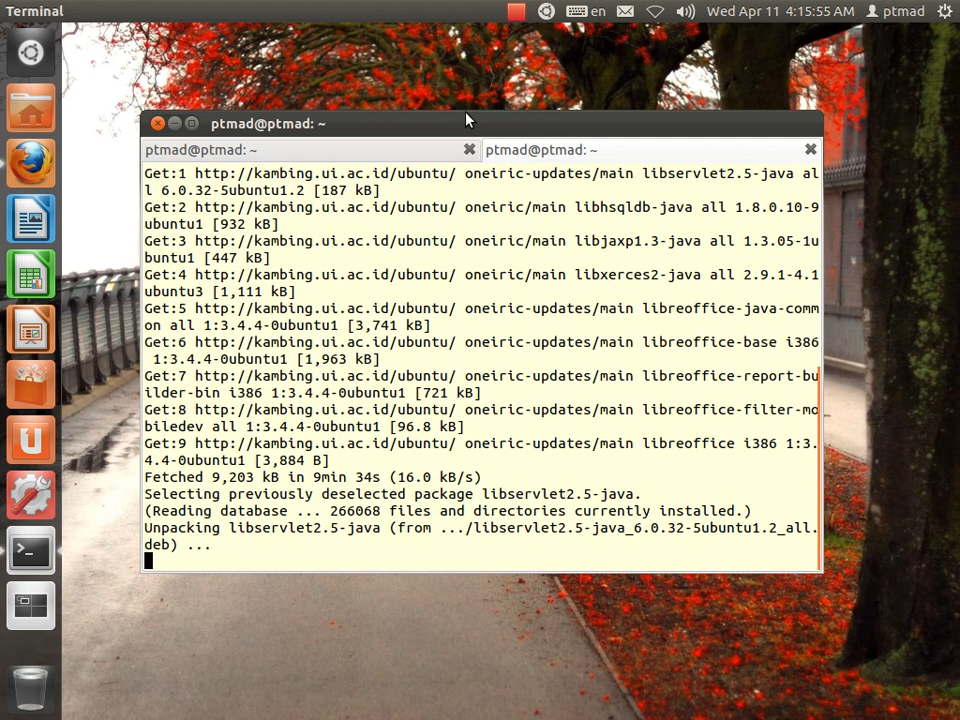 Terminal
en
Wed Apr 11 4:15:55 AM
ptmad
ptmad@ptmad: ~
ptmad@ptmad: ~
ptmad@ptmad: ~
Get:1 http://kambing.ui.ac.id/ubuntu/ oneiric-updates/main libservlet2.5-java al
l 6.0.32-5ubuntu1.2 [187 kB]
Get:2 http://kambing.ui.ac.id/ubuntu/ oneiric/main libhsqldb-java all 1.8.0.10-9
ubuntu1 [932 kB]
Get:3 http://kambing.ui.ac.id/ubuntu/ oneiric/main libjaxp1.3-java all 1.3.05-1u
buntu1 [447 kB]
Get:4 http://kambing.ui.ac.id/ubuntu/ oneiric/main libxerces2-java all 2.9.1-4.1
ubuntu3 [1,111 kB]
Get:5 http://kambing.ui.ac.id/ubuntu/ oneiric-updates/main libreoffice-java-comm
on all 1:3.4.4-0ubuntu1 [3,741 kB]
Get:6 http://kambing.ui.ac.id/ubuntu/ oneiric-updates/main libreoffice-base i386
 1:3.4.4-0ubuntu1 [1,963 kB]
Get:7 http://kambing.ui.ac.id/ubuntu/ oneiric-updates/main libreoffice-report-bu
ilder-bin i386 1:3.4.4-0ubuntu1 [721 kB]
Get:8 http://kambing.ui.ac.id/ubuntu/ oneiric-updates/main libreoffice-filter-mo
biledev all 1:3.4.4-0ubuntu1 [96.8 kB]
Get:9 http://kambing.ui.ac.id/ubuntu/ oneiric-updates/main libreoffice i386 1:3.
4.4-0ubuntu1 [3,884 B]
Fetched 9,203 kB in 9min 34s (16.0 kB/s)
Selecting previously deselected package libservlet2.5-java.
(Reading database ... 266068 files and directories currently installed.)
Unpacking libservlet2.5-java (from .../libservlet2.5-java_6.0.32-5ubuntu1.2_all.
deb) ...